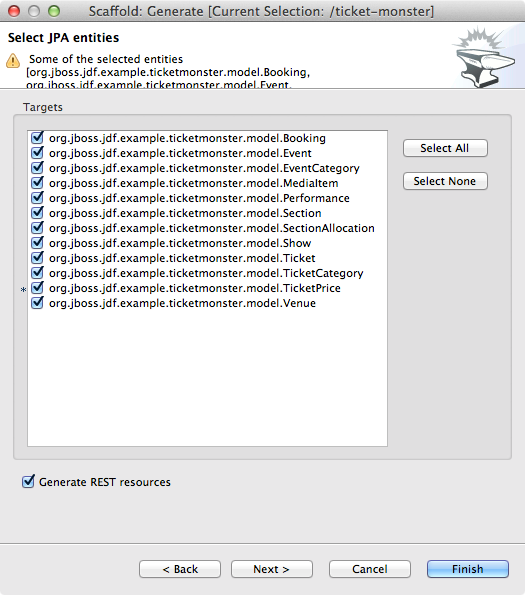 Scaffold: Generate [Current Selection: /ticket-monster]
Select JPA entities
Some of the selected entities
[org.jboss.jdf.example.ticketmonster.model.Booking,
org.jboss.jdf.example.ticketmonster.model.Event,
Targets
org.jboss.jdf.example.ticketmonster.model.Booking
Select All
org.jboss.jdf.example.ticketmonster.model.Event
org.jboss.jdf.example.ticketmonster.model.EventCategory
org.jboss.jdf.example.ticketmonster.model.MediaItem
Select None
org.jboss.jdf.example.ticketmonster.model.Performance
org.jboss.jdf.example.ticketmonster.model.Section
org.jboss.jdf.example.ticketmonster.model.SectionAllocation
org.jboss.jdf.example.ticketmonster.model.Show
org.jboss.jdf.example.ticketmonster.model.Ticket
org.jboss.jdf.example.ticketmonster.model.TicketCategory
* org.jboss.jdf.example.ticketmonster.model.TicketPrice
org.jboss.jdf.example.ticketmonster.model.Venue
Generate REST resources
< Back Next > Cancel Finish